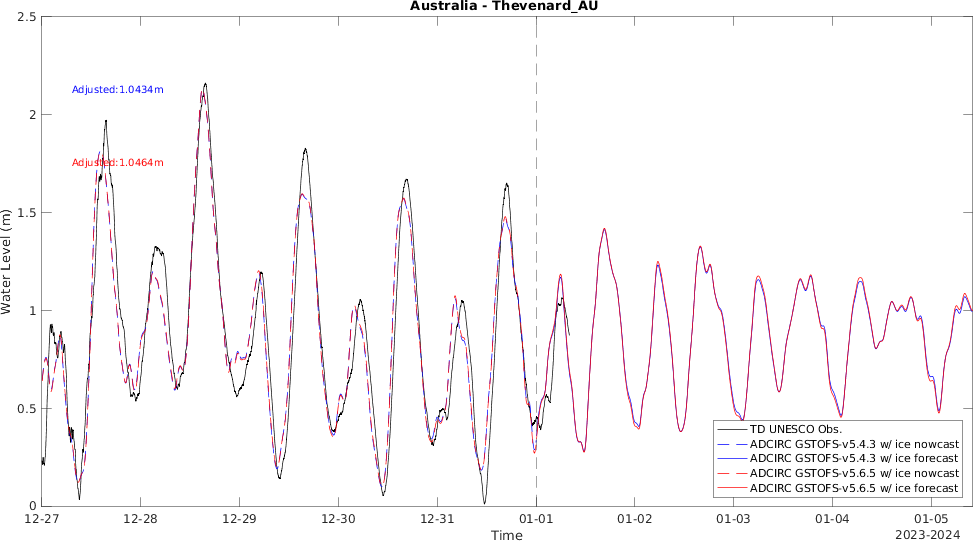 Australia - Thevenard_AU
2.5
2
1.5
1
0.5
0
Water Level (m)
Adjusted:1.0434m
Adjusted:1.0464m
TD UNESCO Obs.
ADCIRC GSTOFS-v5.4.3 w/ ice nowcast
ADCIRC GSTOFS-v5.4.3 w/ ice forecast
ADCIRC GSTOFS-v5.6.5 w/ ice nowcast
ADCIRC GSTOFS-v5.6.5 w/ ice forecast
12-27 12-28 12-29 12-30 12-31 01-01 01-02 01-03 01-04 01-05
Time
2023-2024